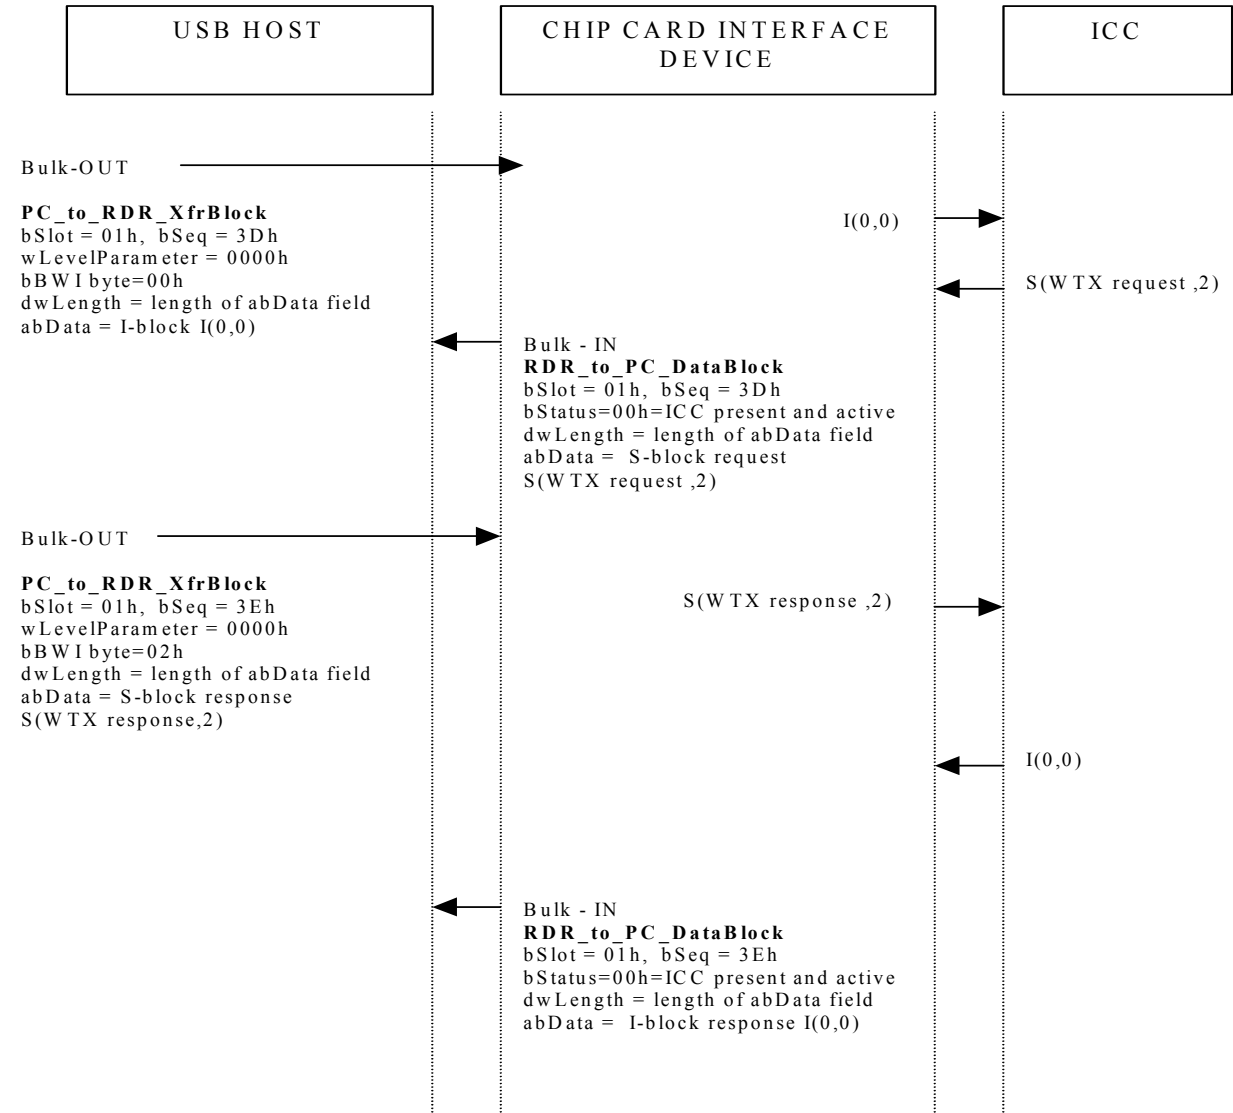 USB HOST
CHIP CARD INTERFACE
DEVICE
ICC
Bulk-OUT
PC_to_RDR_XfrBlock
bSlot = 01h, bSeq = 3Dh
wLevelParameter = 0000h
bBWI byte=00h
dwLength = length of abData field
abData = I-block I(0,0)
I(0,0)
S(WTX request ,2)
Bulk - IN
RDR_to_PC_DataBlock
bSlot = 01h, bSeq = 3Dh
bStatus=00h=ICC present and active
dwLength = length of abData field
abData = S-block request
S(WTX request ,2)
Bulk-OUT
PC_to_RDR_XfrBlock
bSlot = 01h, bSeq = 3Eh
wLevelParameter = 0000h
bBWI byte=02h
dwLength = length of abData field
abData = S-block response
S(WTX response,2)
S(WTX response ,2)
I(0,0)
Bulk - IN
RDR_to_PC_DataBlock
bSlot = 01h, bSeq = 3Eh
bStatus=00h=ICC present and active
dwLength = length of abData field
abData = I-block response I(0,0)